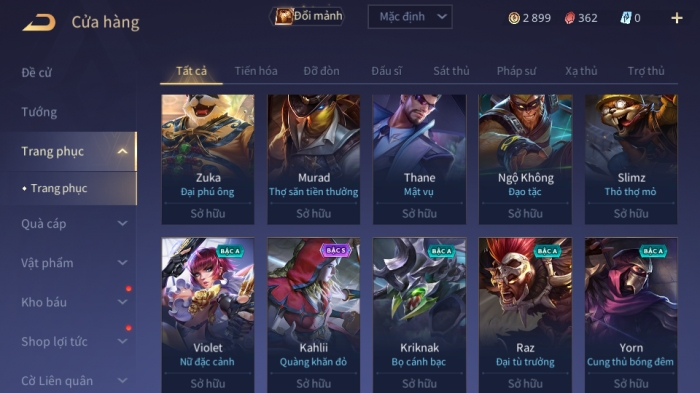 Cửa hàng
Đổi mảnh
Mặc định
2 899
362
0
Đề cử
Tướng
Trang phục
Trang phục
Quà cáp
Vật phẩm
Kho báu
Shop lợi tức
Cờ Liên quân
Tất cả
Tiến hóa
Đỡ đòn
Đấu sĩ
Sát thủ
Pháp sư
Xạ thủ
Trợ thủ
Zuka
Đại phú ông
Sở hữu
Murad
Thợ săn tiền thưởng
Sở hữu
Thane
Mật vụ
Sở hữu
Ngộ Không
Đạo tặc
Sở hữu
Slimz
Thỏ thợ mỏ
Sở hữu
BẬC A
Violet
Nữ đặc cảnh
Sở hữu
BẬC S
Kahlii
Quàng khăn đỏ
Sở hữu
BẬC A
Kriknak
Bọ cánh bạc
Sở hữu
BẬC A
Raz
Đại tù trưởng
Sở hữu
BẬC A
Yorn
Cung thủ bóng đêm
Sở hữu